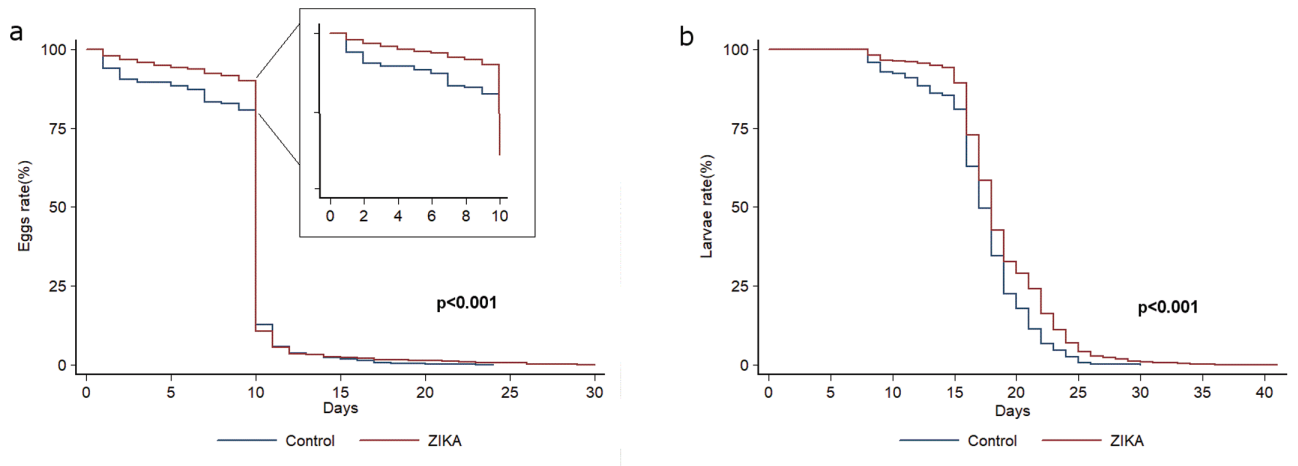 a
100
75
50
25
0
Eggs rate(%)
0 2 4 6 8 10
p<0.001
0 5 10 15 20 25 30
Days
Control ZIKA
b
100
75
50
25
0
Larvae rate(%)
p<0.001
0 5 10 15 20 25 30 40
Days
Control ZIKA